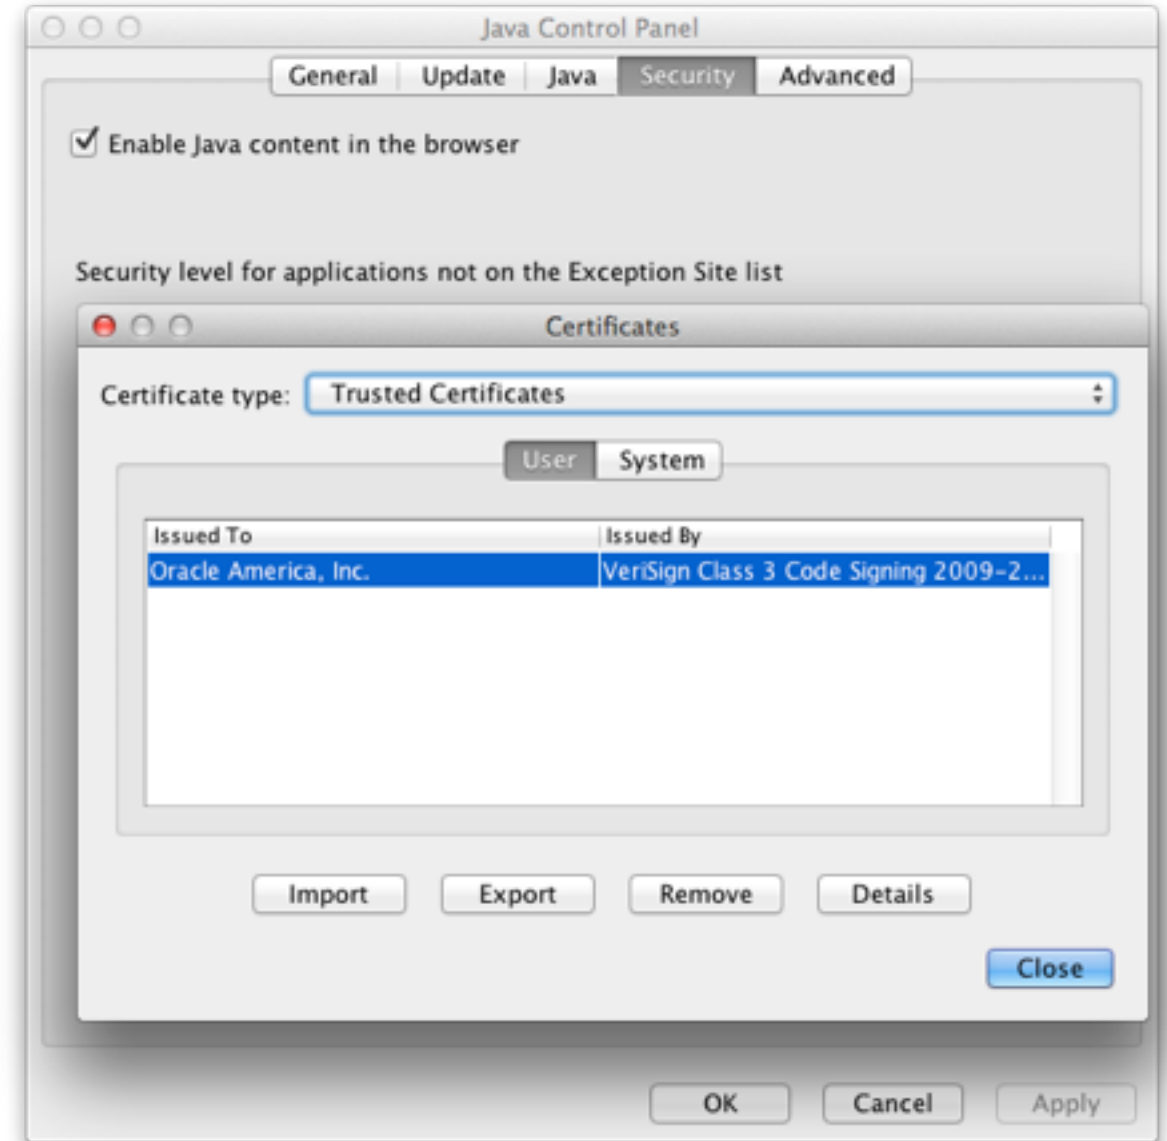 Java Control Panel
General Update Java Security Advanced
Enable Java content in the browser
Security level for applications not on the Exception Site list
Certificates
Certificate type: Trusted Certificates
User System
Issued To Issued By
Oracle America, Inc. VeriSign Class 3 Code Signing 2009-2...
Import Export Remove Details
Close
OK Cancel Apply